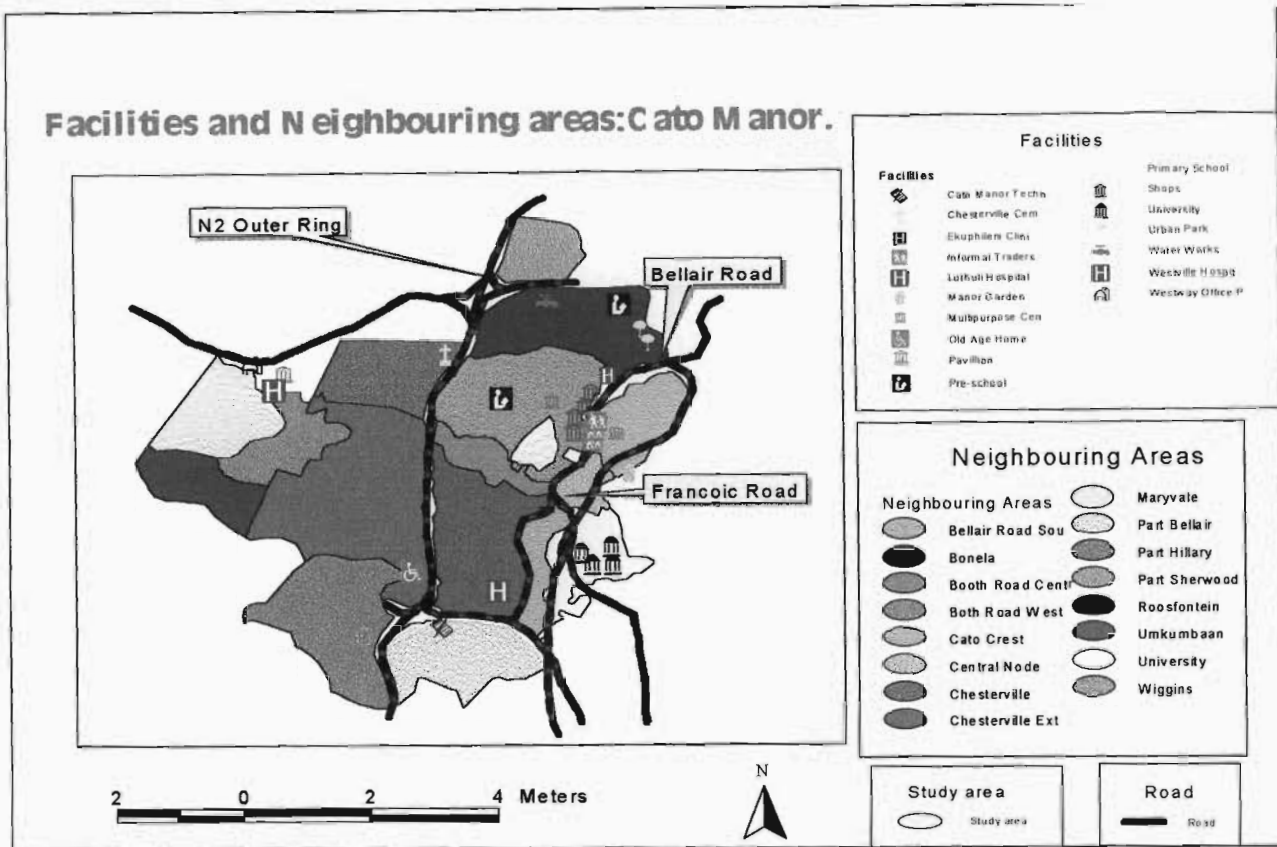 Facilities and Neighbouring areas:Cato Manor.
N2 Outer Ring
Bellair Road
Francoic Road
2 0 2 4 Meters
N
Facilities
Facilities
Cato Manor Techn
Chesterville Cem
Ekuphilem Clini
Informal Traders
Luthuli Hospital
Manor Garden
Multipurpose Cen
Old Age Home
Pavillion
Pre-school
Primary School
Shops
University
Urban Park
Water Works
Westville Hospit
Westway Office P
Neighbouring Areas
Neighbouring Areas
Bellair Road Sou
Bonela
Booth Road Centr
Both Road West
Cato Crest
Central Node
Chesterville
Chesterville Ext
Maryvale
Part Bellair
Part Hillary
Part Sherwood
Roosfontein
Umkumbaan
University
Wiggins
Study area
Study area
Road
Road